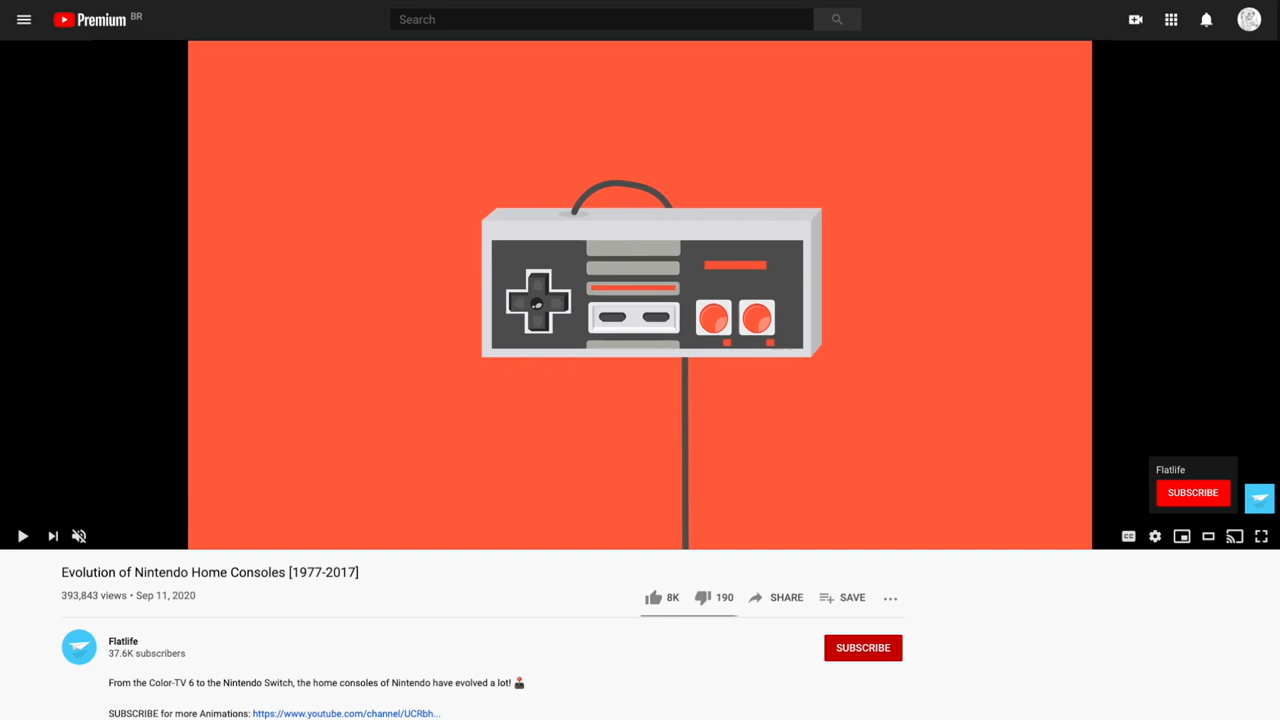 Premium BR
Search
Flatlife
SUBSCRIBE
CC
Evolution of Nintendo Home Consoles [1977-2017]
393,843 views • Sep 11, 2020
8K 190 SHARE SAVE
Flatlife
37.6K subscribers
SUBSCRIBE
From the Color-TV 6 to the Nintendo Switch, the home consoles of Nintendo have evolved a lot!
SUBSCRIBE for more Animations: https://www.youtube.com/channel/UCRbh...